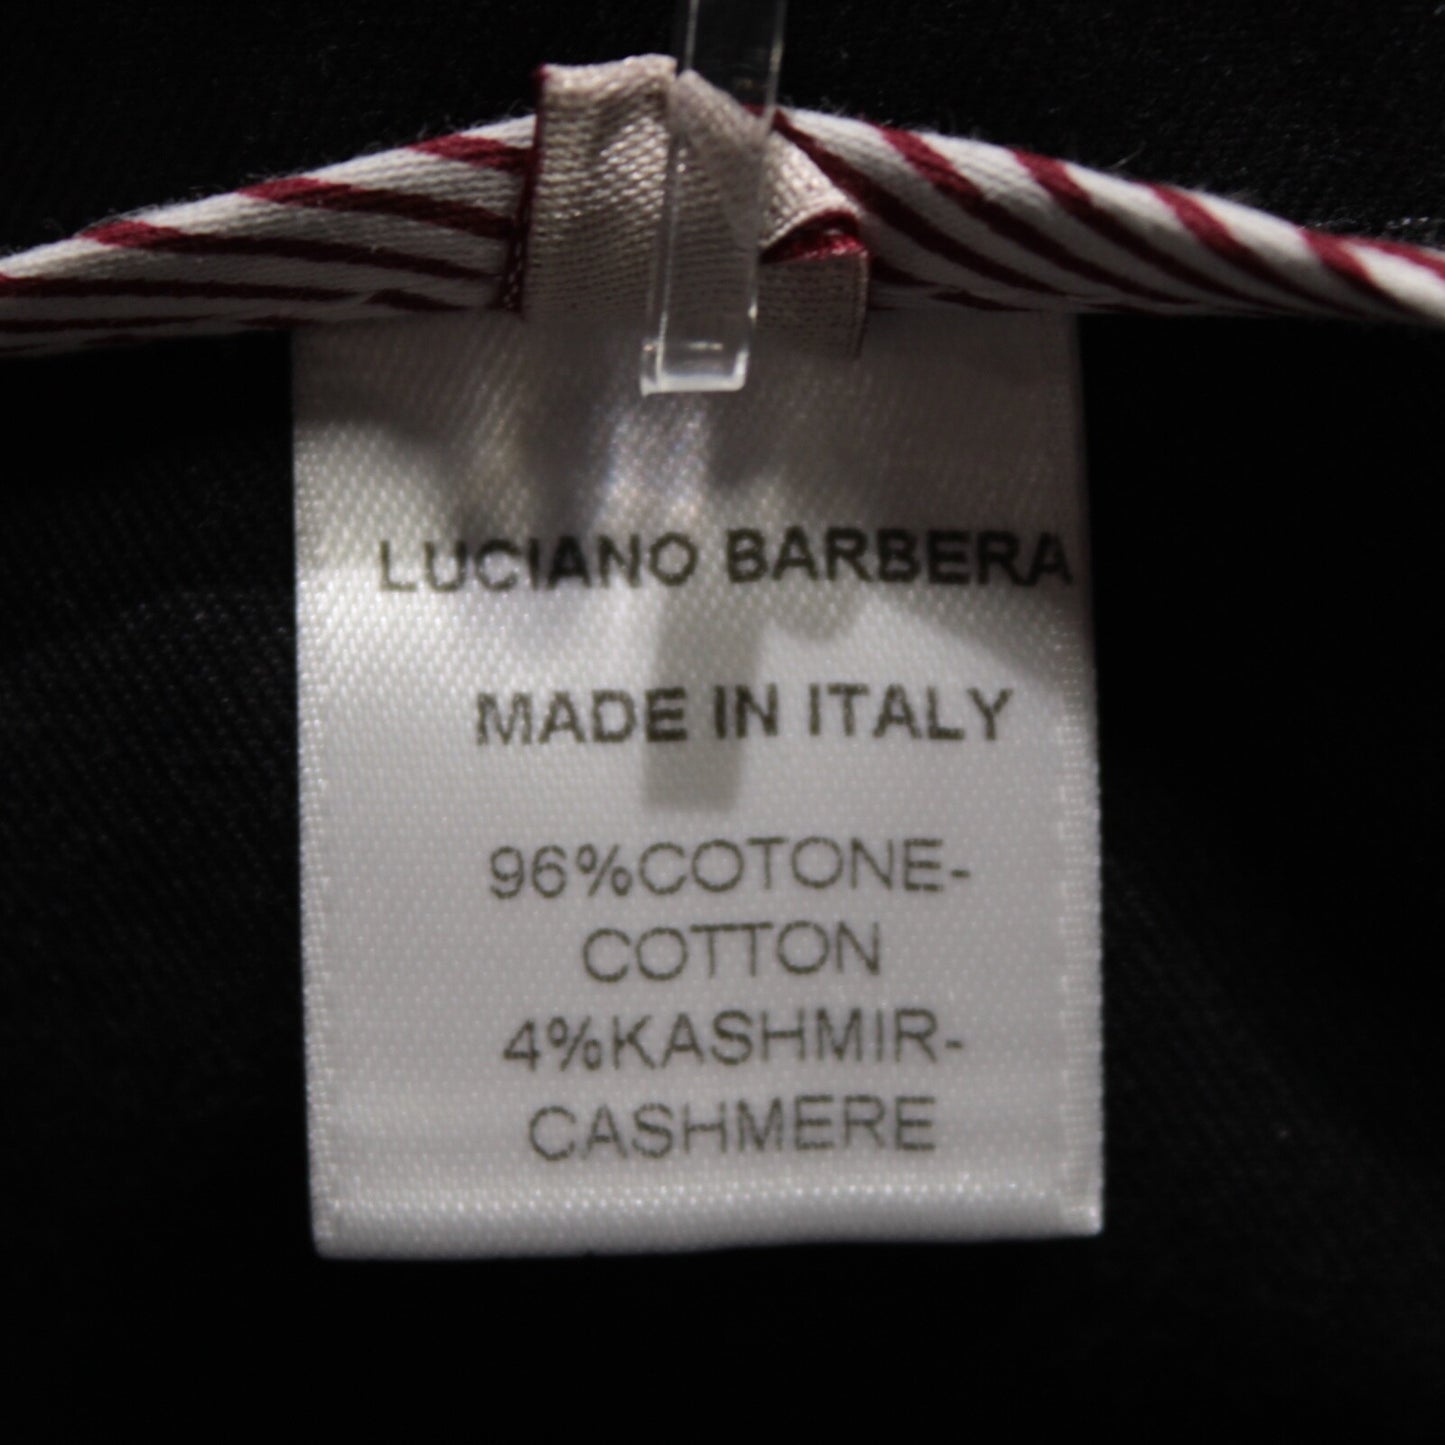 LUCIANO BARBERA
MADE IN ITALY
96%COTONE-
COTTON
4%KASHMIR-
CASHMERE